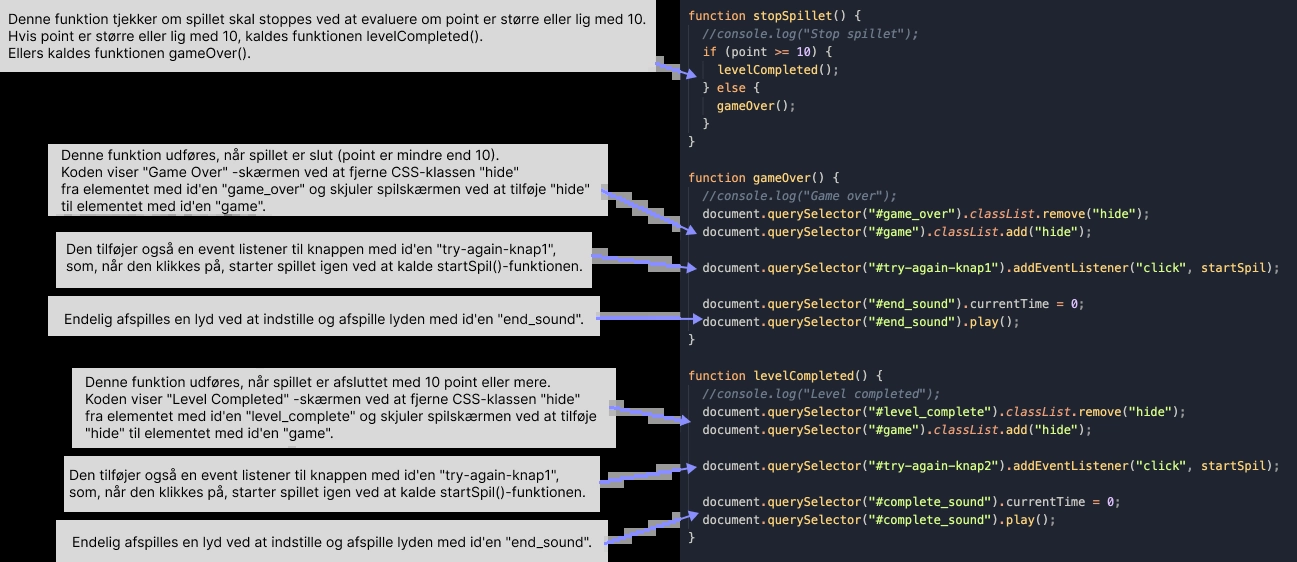 Denne funktion tjekker om spillet skal stoppes ved at evaluere om point er større eller lig med 10.
Hvis point er større eller lig med 10, kaldes funktionen levelCompleted().
Ellers kaldes funktionen gameOver().
Denne funktion udføres, når spillet er slut (point er mindre end 10).
Koden viser "Game Over" -skærmen ved at fjerne CSS-klassen "hide"
fra elementet med id'en "game_over" og skjuler spilskærmen ved at tilføje "hide"
til elementet med id'en "game".
Den tilføjer også en event listener til knappen med id'en "try-again-knap1",
som, når den klikkes på, starter spillet igen ved at kalde startSpil()-funktionen.
Endelig afspilles en lyd ved at indstille og afspille lyden med id'en "end_sound".
Denne funktion udføres, når spillet er afsluttet med 10 point eller mere.
Koden viser "Level Completed" -skærmen ved at fjerne CSS-klassen "hide"
fra elementet med id'en "level_complete" og skjuler spilskærmen ved at tilføje
"hide" til elementet med id'en "game".
Den tilføjer også en event listener til knappen med id'en "try-again-knap1",
som, når den klikkes på, starter spillet igen ved at kalde startSpil()-funktionen.
Endelig afspilles en lyd ved at indstille og afspille lyden med id'en "end_sound".
function stopSpillet() {
//console.log("Stop spillet");
if (point >= 10) {
levelCompleted();
} else {
gameOver();
}
}
function gameOver() {
//console.log("Game over");
document.querySelector("#game_over").classList.remove("hide");
document.querySelector("#game").classList.add("hide");
document.querySelector("#try-again-knap1").addEventListener("click", startSpil);
document.querySelector("#end_sound").currentTime = 0;
document.querySelector("#end_sound").play();
}
function levelCompleted() {
//console.log("Level completed");
document.querySelector("#level_complete").classList.remove("hide");
document.querySelector("#game").classList.add("hide");
document.querySelector("#try-again-knap2").addEventListener("click", startSpil);
document.querySelector("#complete_sound").currentTime = 0;
document.querySelector("#complete_sound").play();
}